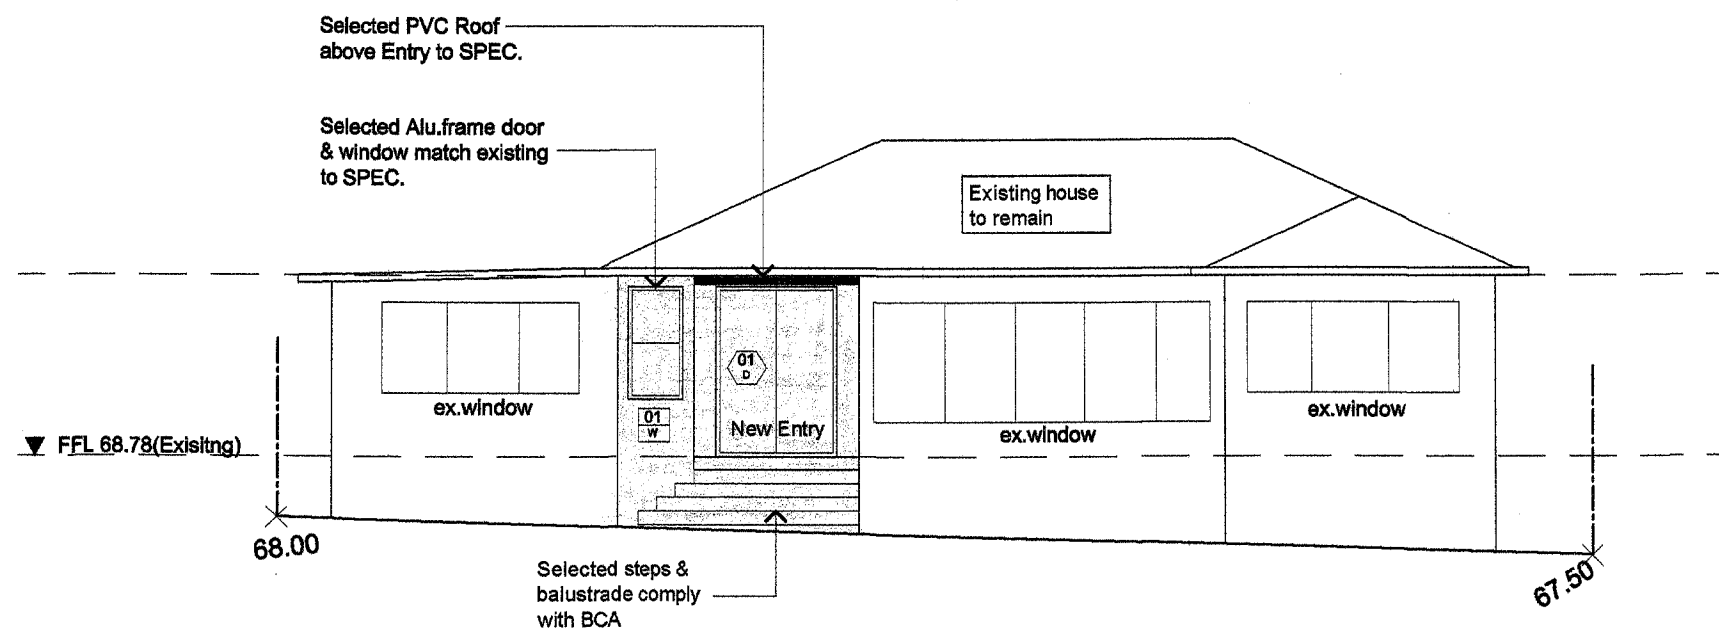 Selected PVC Roof
above Entry to SPEC.
Selected Alu.frame door
& window match existing
to SPEC.
Existing house
to remain
01
D
ex.window
01
W
New Entry
ex.window
ex.window
FFL 68.78(Exisitng)
68.00
67.50
Selected steps &
balustrade comply
with BCA